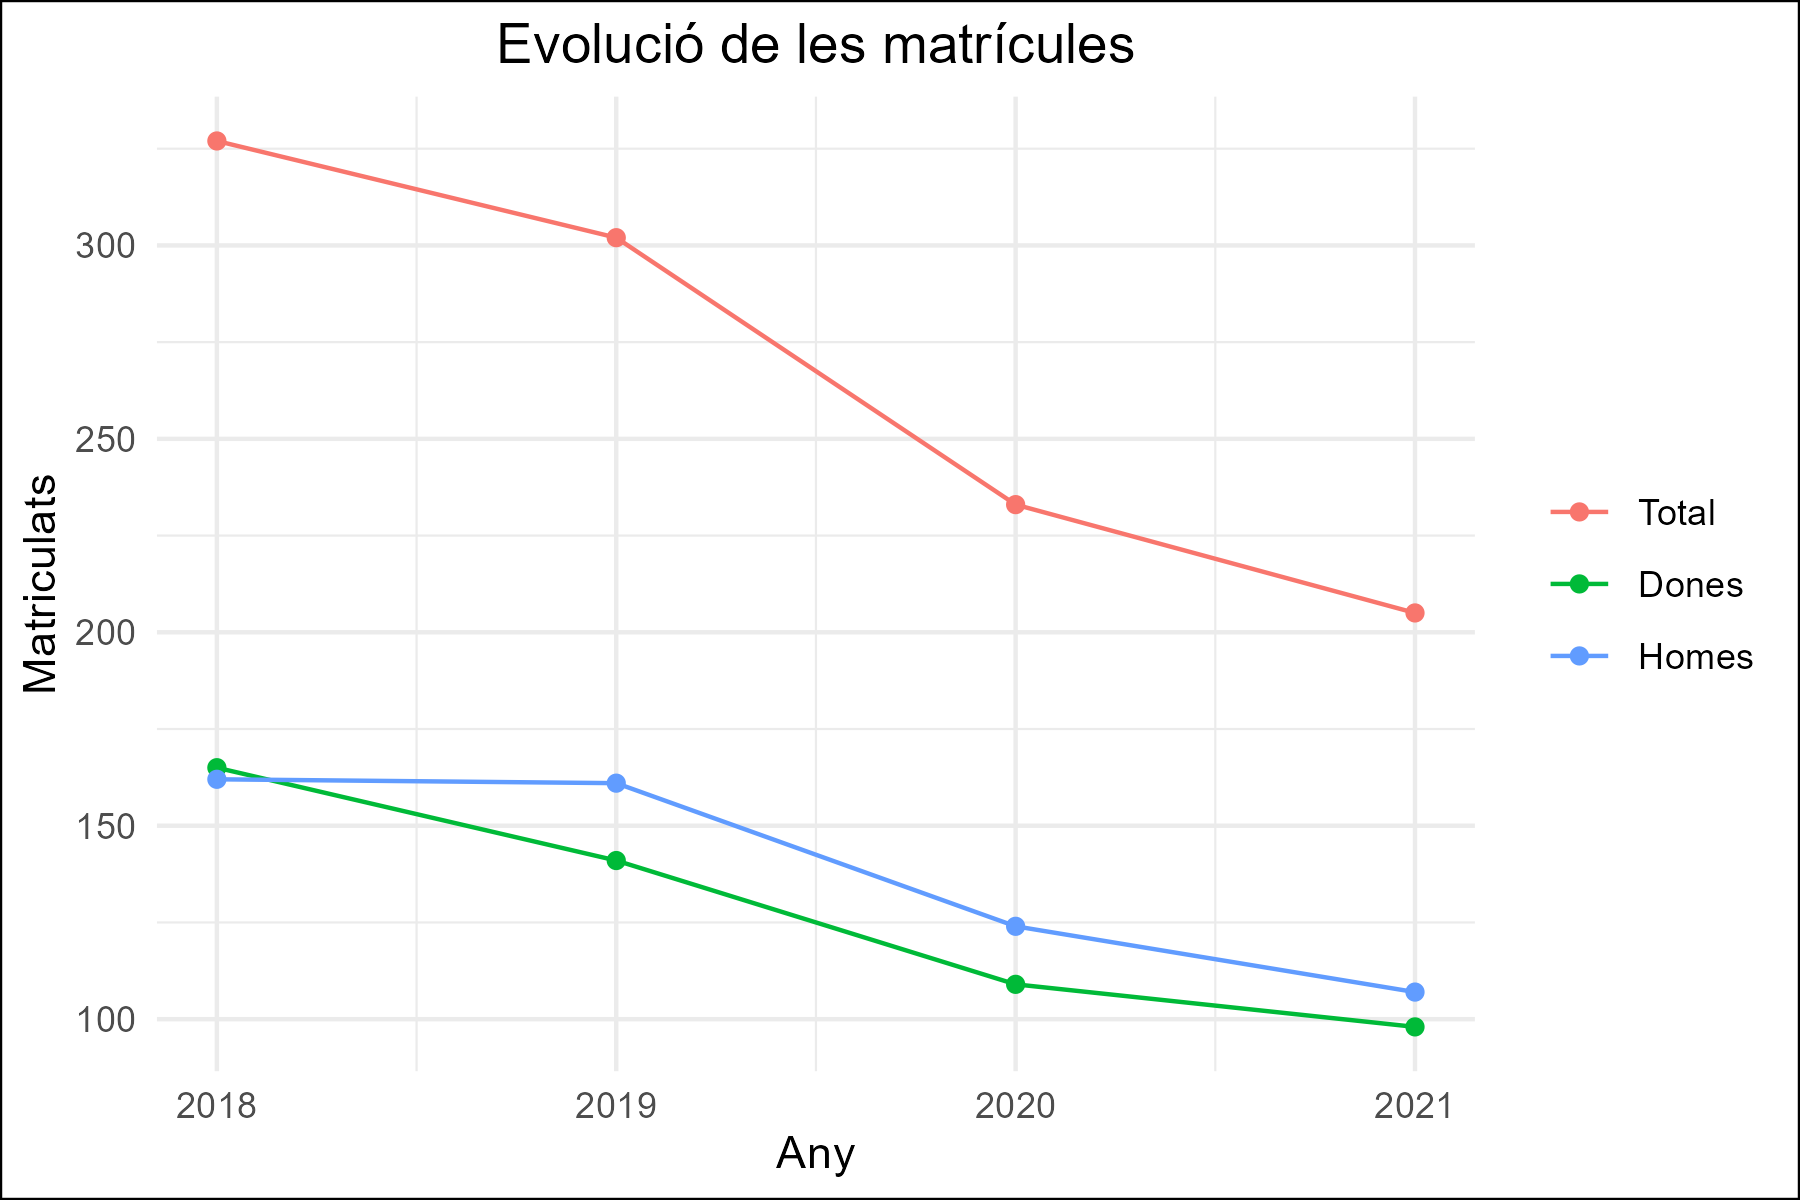 Evolució de les matrícules
Matriculats
300
250
200
150
100
2018
2019
2020
2021
Any
Total
Dones
Homes